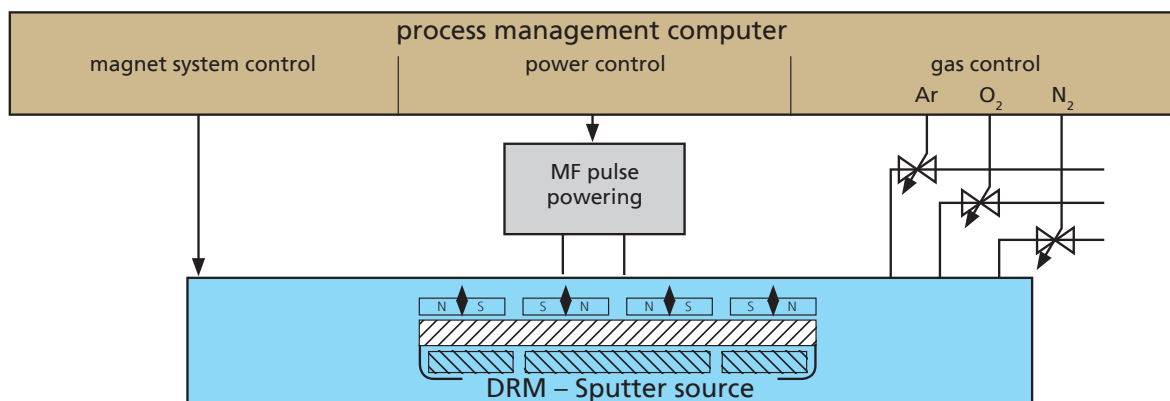 process management computer
magnet system control
power control
gas control
Ar
O₂
N₂
MF pulse
powering
N S
S N
N S
S N
DRM – Sputter source